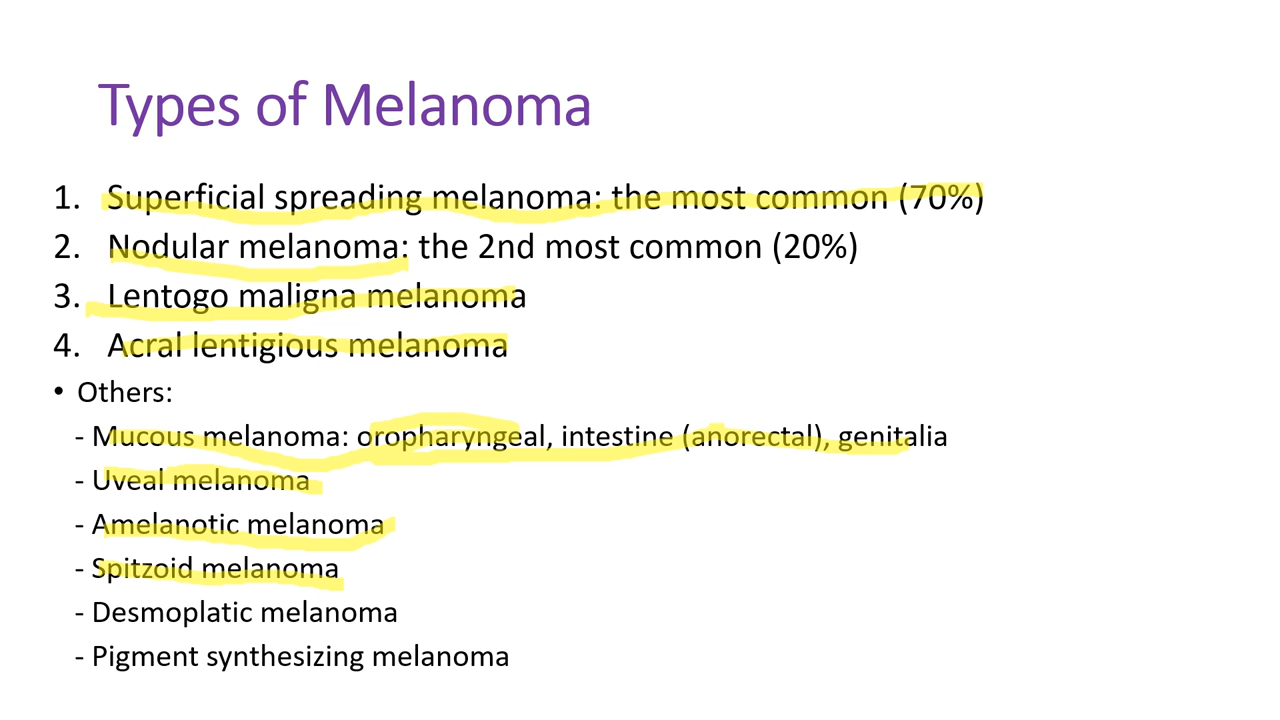 Types of Melanoma
1. Superficial spreading melanoma: the most common (70%)
2. Nodular melanoma: the 2nd most common (20%)
3. Lentogo maligna melanoma
4. Acral lentigious melanoma
• Others:
- Mucous melanoma: oropharyngeal, intestine (anorectal), genitalia
- Uveal melanoma
- Amelanotic melanoma
- Spitzoid melanoma
- Desmoplatic melanoma
- Pigment synthesizing melanoma